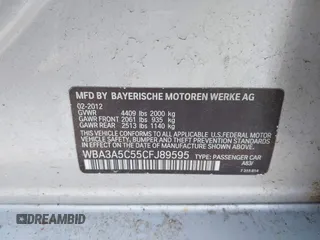 MFD BY BAYERISCHE MOTOREN WERKE AG
02-2012
GVWR 4409 lbs 2000 kg
GAWR FRONT 2061 lbs 935 kg
GAWR REAR 2513 lbs 1140 kg
THIS VEHICLE CONFORMS TO ALL APPLICABLE U.S.FEDERAL MOTOR
VEHICLE SAFETY, BUMPER AND THEFT PREVENTION STANDARDS IN EFFECT
ON THE DATE OF MANUFACTURE SHOWN ABOVE.
WBA3A5C55CFJ89595 TYPE: PASSENGER CAR
DREAMBID